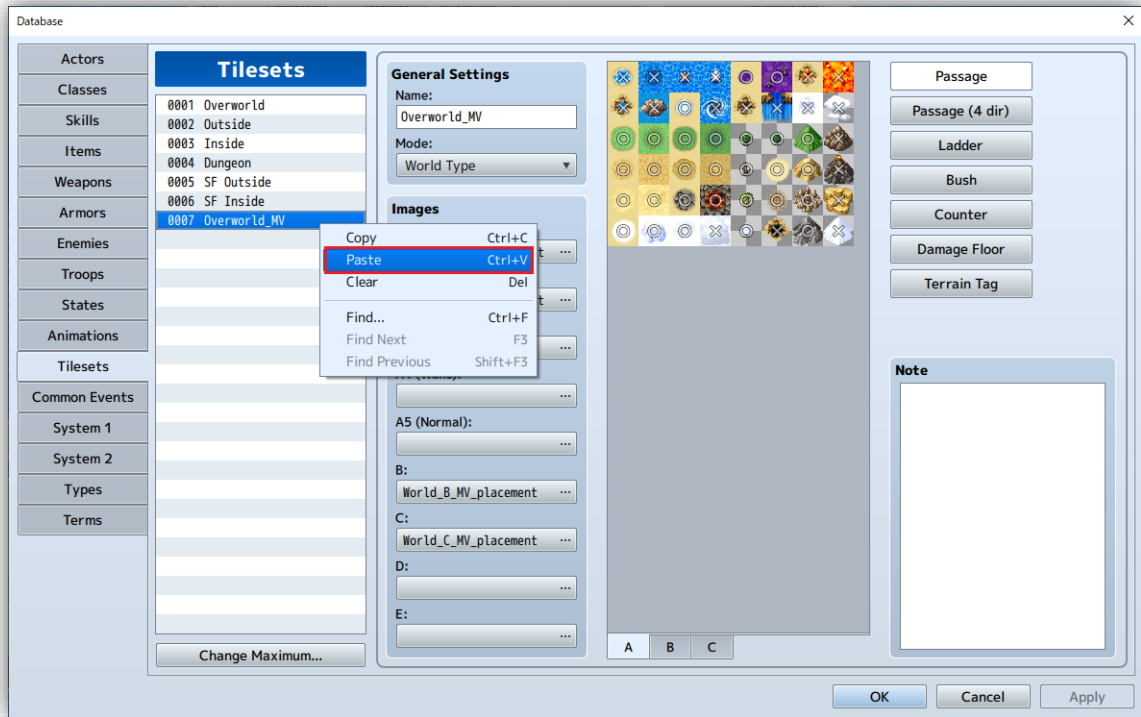 Database
Actors
Classes
Skills
Items
Weapons
Armors
Enemies
Troops
States
Animations
Tilesets
Common Events
System 1
System 2
Types
Terms
Tilesets
0001 Overworld
0002 Outside
0003 Inside
0004 Dungeon
0005 SF Outside
0006 SF Inside
0007 Overworld_MV
Change Maximum...
General Settings
Name:
Overworld_MV
Mode:
World Type
Images
Copy Ctrl+C
Paste Ctrl+V
Clear Del
Find... Ctrl+F
Find Next F3
Find Previous Shift+F3
t ...
t ...
...
...
A5 (Normal):
...
B:
World_B_MV_placement ...
C:
World_C_MV_placement ...
D:
...
E:
...
A B C
Passage
Passage (4 dir)
Ladder
Bush
Counter
Damage Floor
Terrain Tag
Note
OK Cancel Apply